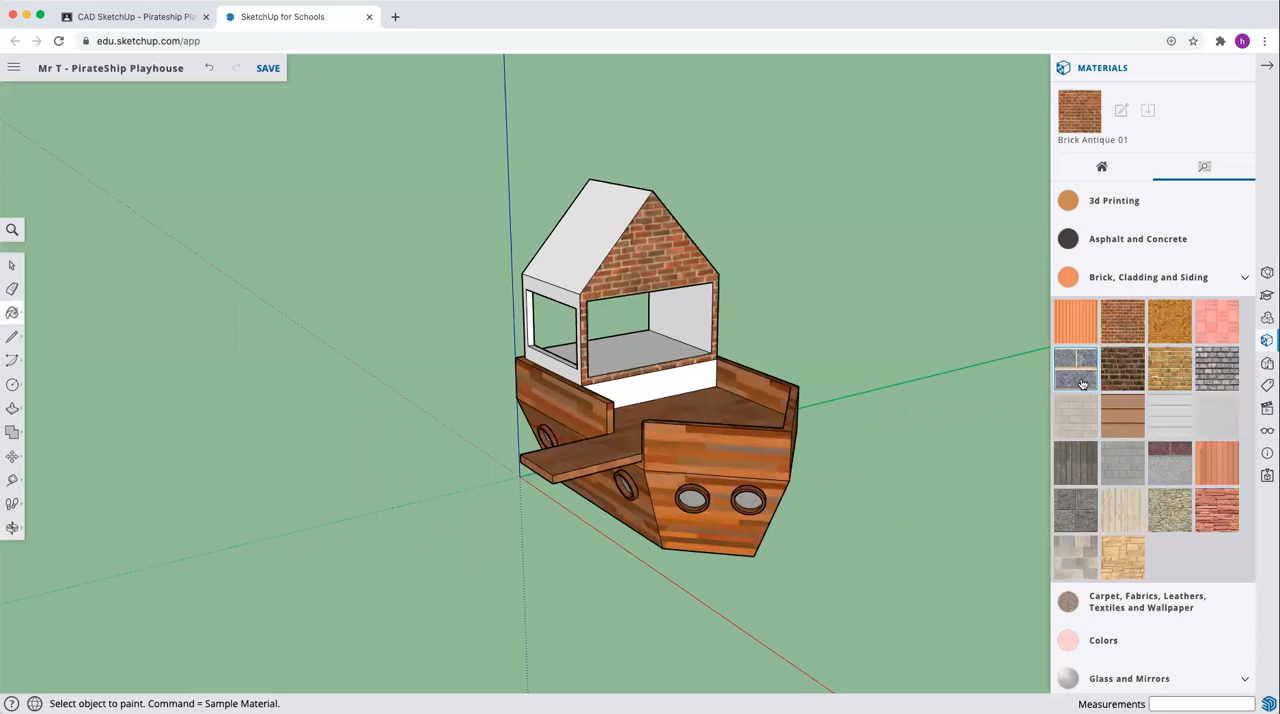 CAD SketchUp - Pirateship Pla
SketchUp for Schools
edu.sketchup.com/app
h
Mr T - PirateShip Playhouse
SAVE
MATERIALS
Brick Antique 01
3d Printing
Asphalt and Concrete
Brick, Cladding and Siding
Carpet, Fabrics, Leathers,
Textiles and Wallpaper
Colors
Glass and Mirrors
Select object to paint. Command = Sample Material.
Measurements